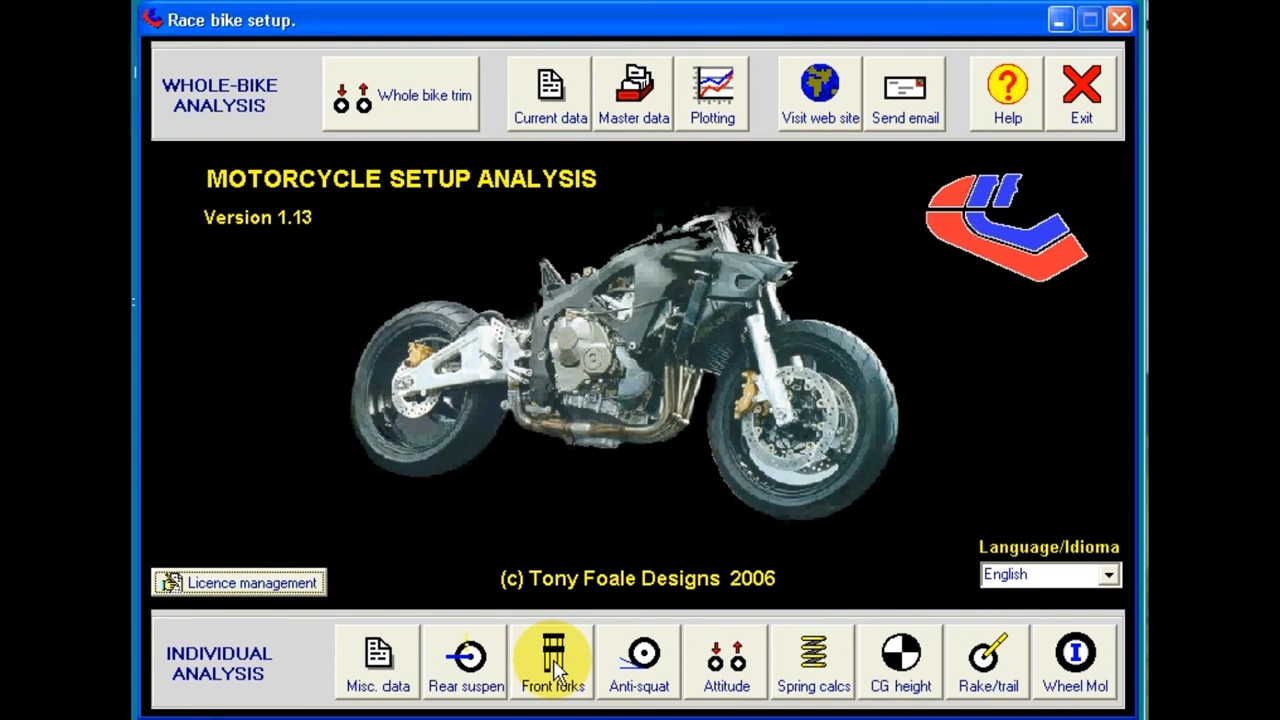 Race bike setup.
WHOLE-BIKE
ANALYSIS
Whole bike trim
Current data
Master data
Plotting
Visit web site
Send email
Help
Exit
MOTORCYCLE SETUP ANALYSIS
Version 1.13
Language/Idioma
English
Licence management
(c) Tony Foale Designs 2006
INDIVIDUAL
ANALYSIS
Misc. data
Rear suspen
Front forks
Anti-squat
Attitude
Spring calcs
CG height
Rake/trail
Wheel MoI